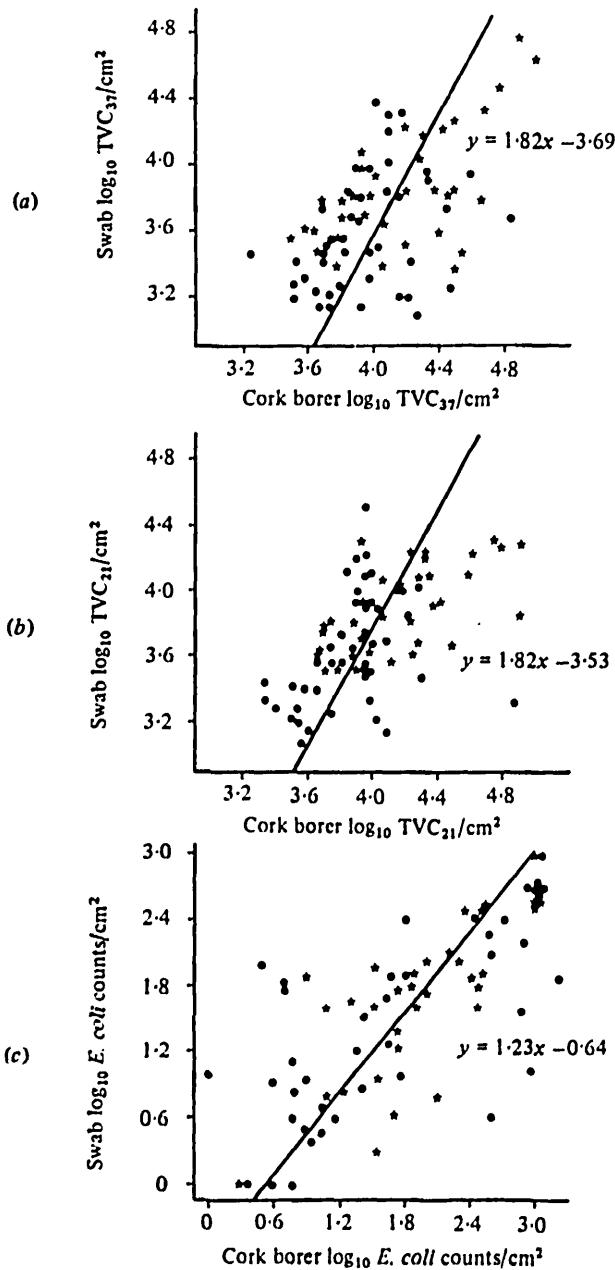 (a)
Swab log10 TVC37/cm2
4·8
4·4
4·0
3·6
3·2
y = 1·82x −3·69
3·2 3·6 4·0 4·4 4·8
Cork borer log10 TVC37/cm2
(b)
Swab log10 TVC21/cm2
4·8
4·4
4·0
3·6
3·2
y = 1·82x −3·53
3·2 3·6 4·0 4·4 4·8
Cork borer log10 TVC21/cm2
(c)
Swab log10 E. coli counts/cm2
3·0
2·4
1·8
1·2
0·6
0
y = 1·23x −0·64
0 0·6 1·2 1·8 2·4 3·0
Cork borer log10 E. coli counts/cm2